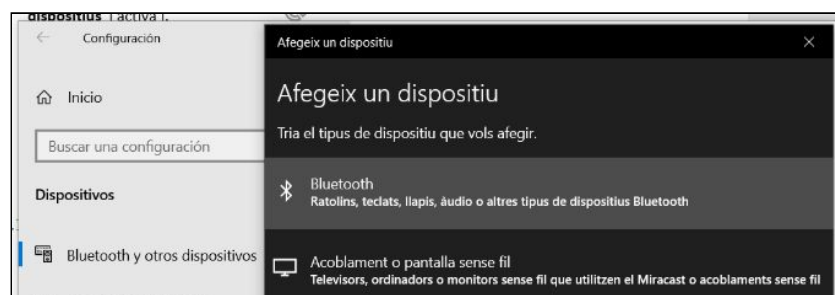 dispositius i activa l.
Configuración
Inicio
Buscar una configuración
Dispositivos
Bluetooth y otros dispositivos
Afegeix un dispositiu
Afegeix un dispositiu
Tria el tipus de dispositiu que vols afegir.
Bluetooth
Ratolins, teclats, llapis, àudio o altres tipus de dispositius Bluetooth
Acoblament o pantalla sense fil
Televisors, ordinadors o monitors sense fil que utilitzen el Miracast o acoblaments sense fil